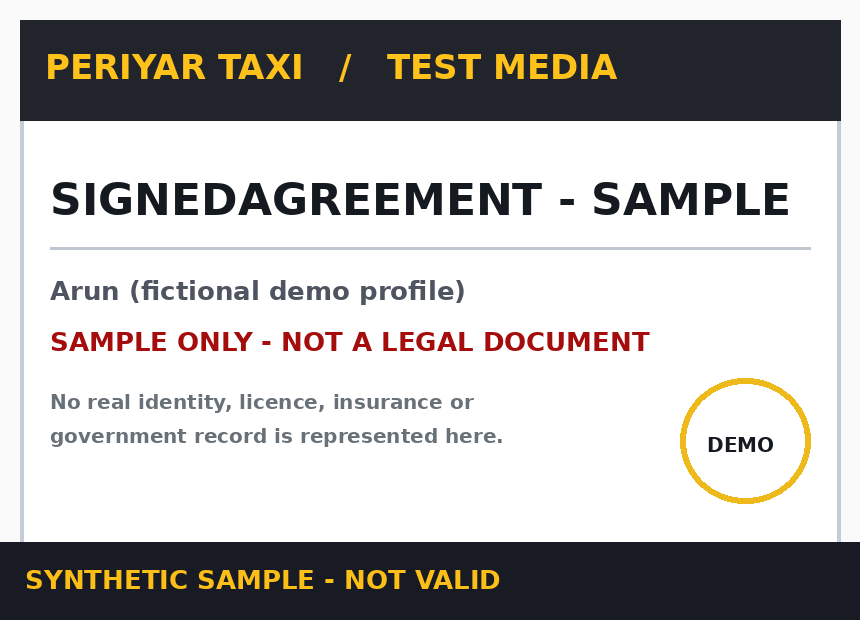 PERIYAR TAXI / TEST MEDIA
SIGNEDAGREEMENT - SAMPLE
Arun (fictional demo profile)
SAMPLE ONLY - NOT A LEGAL DOCUMENT
No real identity, licence, insurance or
government record is represented here.
DEMO
SYNTHETIC SAMPLE - NOT VALID